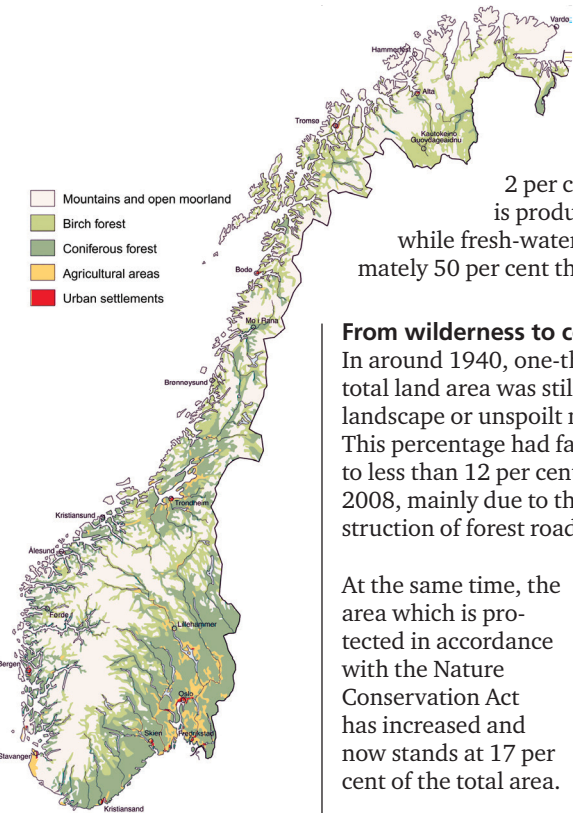 Vardø
Hammerfest
Alta
Tromsø
Kautokeino
Guovdageaidnu
Mountains and open moorland
Birch forest
Coniferous forest
Agricultural areas
Urban settlements
Bodø
Mo i Rana
Brønnøysund
Trondheim
Kristiansund
Ålesund
Førde
Lillehammer
Bergen
Oslo
Skien
Fredrikstad
Stavanger
Kristiansand
2 per c
is produ
while fresh-water
mately 50 per cent th
From wilderness to c
In around 1940, one-th
total land area was stil
landscape or unspoilt n
This percentage had fa
to less than 12 per cent
2008, mainly due to th
struction of forest road
At the same time, the
area which is pro-
tected in accordance
with the Nature
Conservation Act
has increased and
now stands at 17 per
cent of the total area.